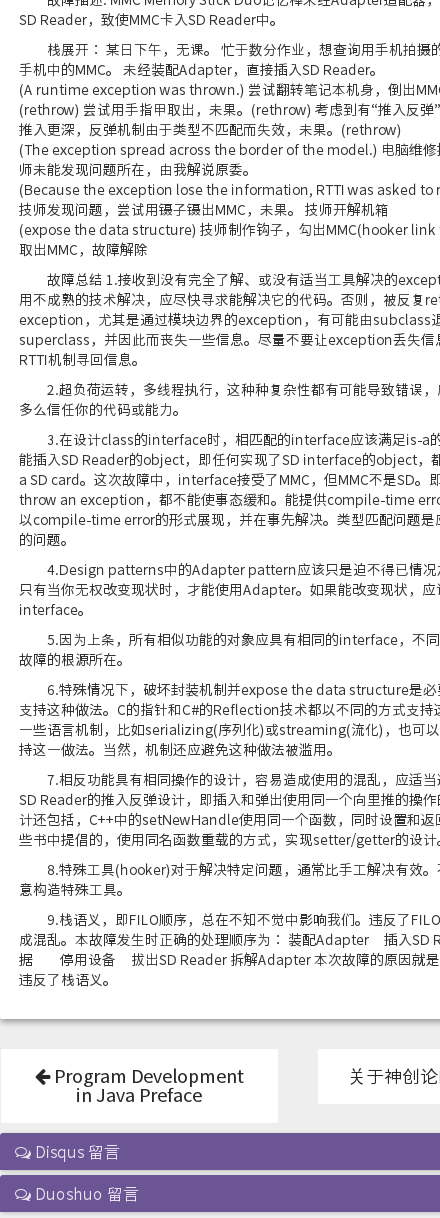 故障描述: MMC Memory Stick Duo记忆棒未经Adapter适配器,
SD Reader，致使MMC卡入SD Reader中。
栈展开： 某日下午，无课。 忙于数分作业，想查询用手机拍摄的
手机中的MMC。 未经装配Adapter，直接插入SD Reader。
(A runtime exception was thrown.) 尝试翻转笔记本机身，倒出MM
(rethrow) 尝试用手指甲取出，未果。(rethrow) 考虑到有“推入反弹”
推入更深，反弹机制由于类型不匹配而失效，未果。(rethrow)
(The exception spread across the border of the model.) 电脑维修
师未能发现问题所在，由我解说原委。
(Because the exception lose the information, RTTI was asked to r
技师发现问题，尝试用镊子镊出MMC，未果。 技师开解机箱
(expose the data structure) 技师制作钩子，勾出MMC(hooker link
取出MMC，故障解除
故障总结 1.接收到没有完全了解、或没有适当工具解决的except
用不成熟的技术解决，应尽快寻求能解决它的代码。否则，被反复ret
exception，尤其是通过模块边界的exception，有可能由subclass退
superclass，并因此而丧失一些信息。尽量不要让exception丢失信息
RTTI机制寻回信息。
2.超负荷运转，多线程执行，这种种复杂性都有可能导致错误，
多么信任你的代码或能力。
3.在设计class的interface时，相匹配的interface应该满足is-a的
能插入SD Reader的object，即任何实现了SD interface的object，都
a SD card。这次故障中，interface接受了MMC，但MMC不是SD。即
throw an exception，都不能使事态缓和。能提供compile-time erro
以compile-time error的形式展现，并在事先解决。类型匹配问题是应
的问题。
4.Design patterns中的Adapter pattern应该只是迫不得已情况
只有当你无权改变现状时，才能使用Adapter。如果能改变现状，应该
interface。
5.因为上条，所有相似功能的对象应具有相同的interface，不同
故障的根源所在。
6.特殊情况下，破坏封装机制并expose the data structure是必
支持这种做法。C的指针和C#的Reflection技术都以不同的方式支持这
一些语言机制，比如serializing(序列化)或streaming(流化)，也可以
持这一做法。当然，机制还应避免这种做法被滥用。
7.相反功能具有相同操作的设计，容易造成使用的混乱，应适当
SD Reader的推入反弹设计，即插入和弹出使用同一个向里推的操作
计还包括，C++中的setNewHandle使用同一个函数，同时设置和返
些书中提倡的，使用同名函数重载的方式，实现setter/getter的设计。
8.特殊工具(hooker)对于解决特定问题，通常比手工解决有效。
意构造特殊工具。
9.栈语义，即FILO顺序，总在不知不觉中影响我们。违反了FILO
成混乱。本故障发生时正确的处理顺序为： 装配Adapter 插入SD R
据 停用设备 拔出SD Reader 拆解Adapter 本次故障的原因就是
违反了栈语义。
Program Development
in Java Preface
关于神创论
Disqus 留言
Duoshuo 留言